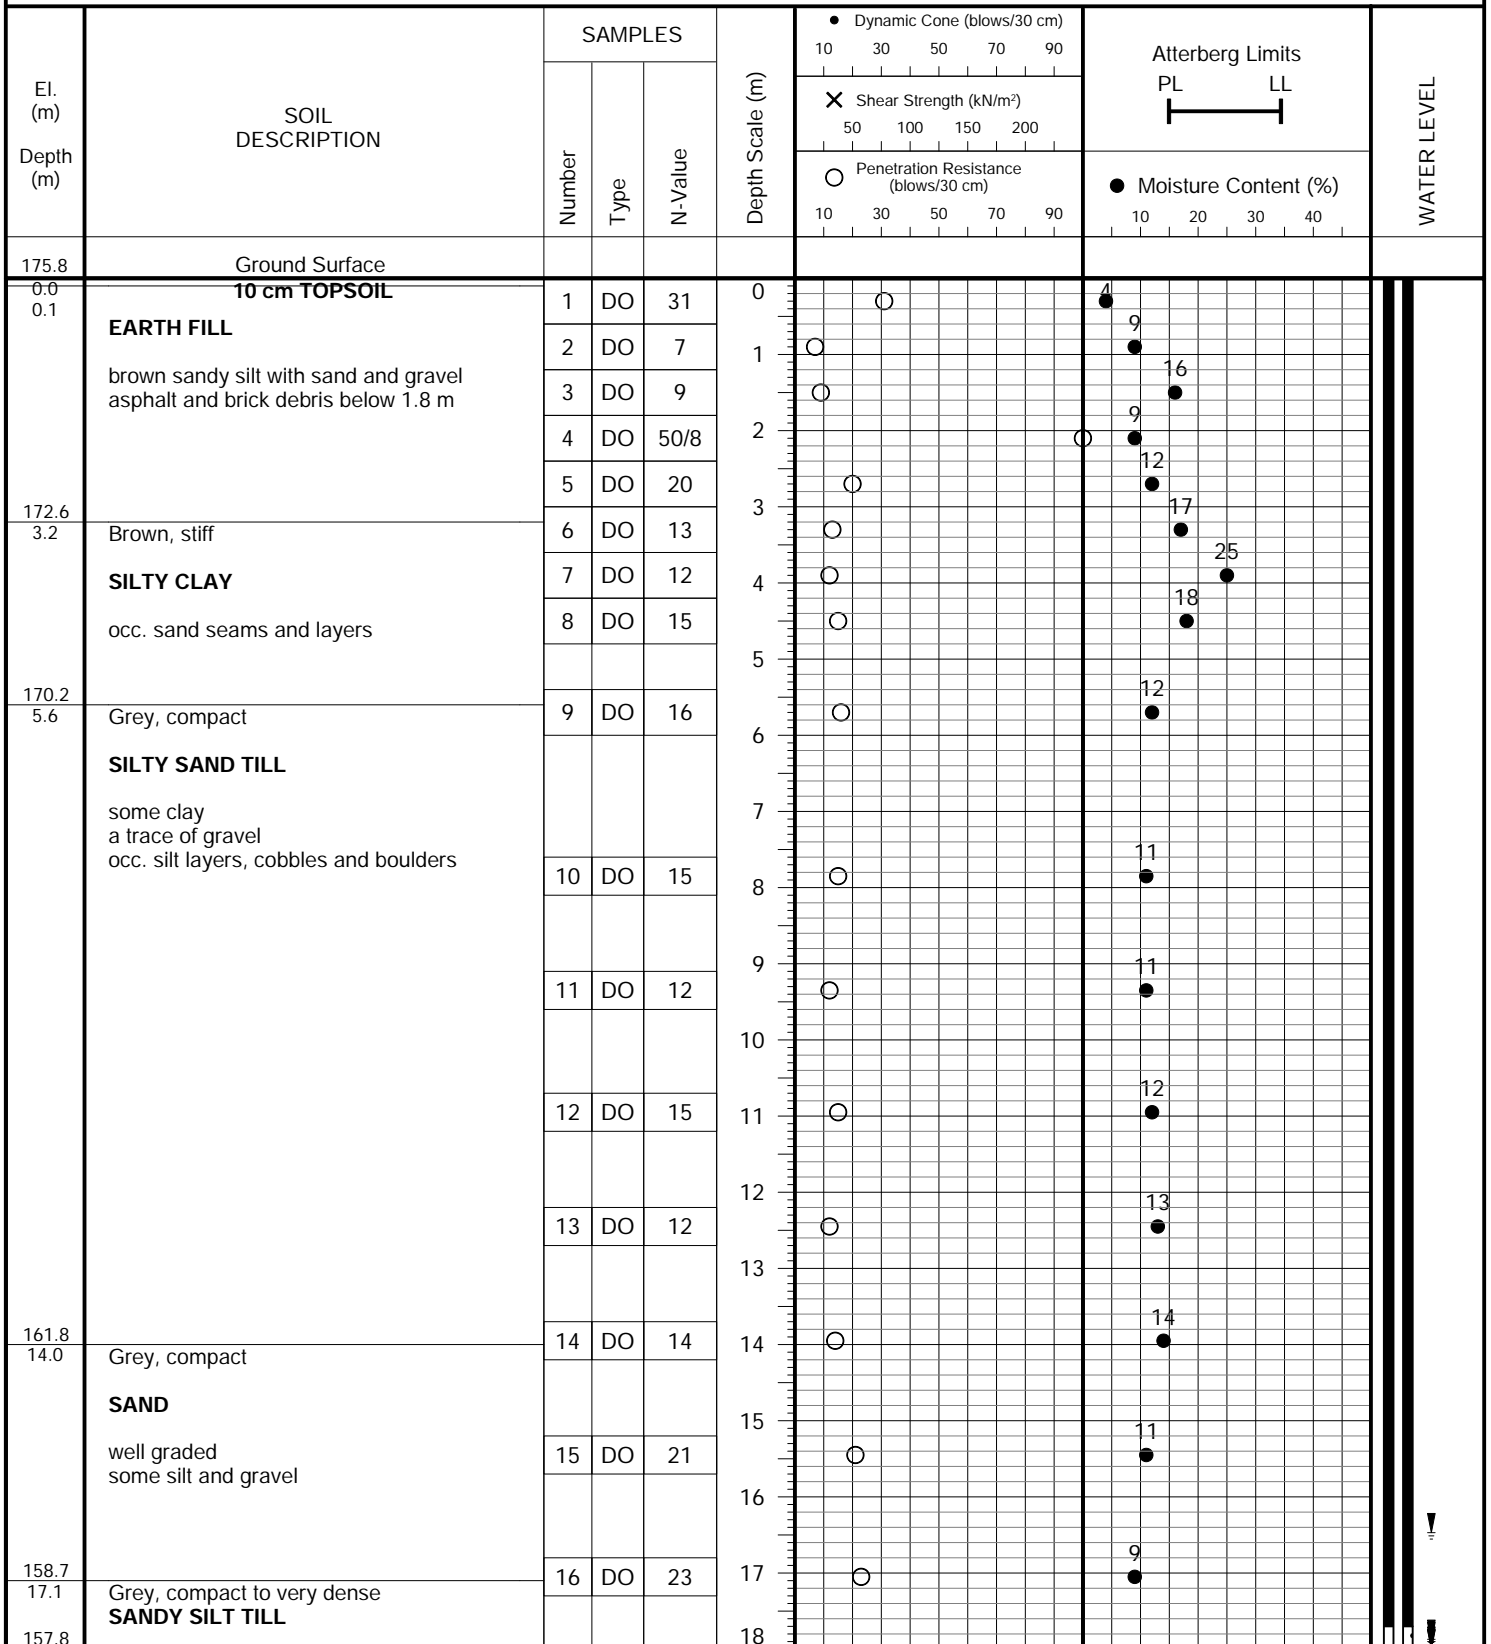 El.
(m)
Depth
(m)
SOIL
DESCRIPTION
SAMPLES
Number
Type
N-Value
Depth Scale (m)
Dynamic Cone (blows/30 cm)
10 30 50 70 90
Shear Strength (kN/m²)
50 100 150 200
Penetration Resistance
(blows/30 cm)
10 30 50 70 90
Atterberg Limits
PL LL
Moisture Content (%)
10 20 30 40
WATER LEVEL
175.8 Ground Surface
0.0 10 cm TOPSOIL 0
0.1 1 DO 31 4
EARTH FILL 9
2 DO 7 1
brown sandy silt with sand and gravel 16
asphalt and brick debris below 1.8 m 3 DO 9
9
4 DO 50/8 2
12
5 DO 20
172.6 3 17
3.2 Brown, stiff 6 DO 13
25
SILTY CLAY 7 DO 12 4
18
occ. sand seams and layers 8 DO 15
5
170.2 12
5.6 Grey, compact 9 DO 16
6
SILTY SAND TILL
some clay 7
a trace of gravel
occ. silt layers, cobbles and boulders 11
10 DO 15 8
9 11
11 DO 12
10
12
12 DO 15 11
12 13
13 DO 12
13
14
161.8 14 DO 14 14
14.0 Grey, compact
SAND
15 11
well graded 15 DO 21
some silt and gravel
16
9
158.7 16 DO 23 17
17.1 Grey, compact to very dense
SANDY SILT TILL
157.8 18